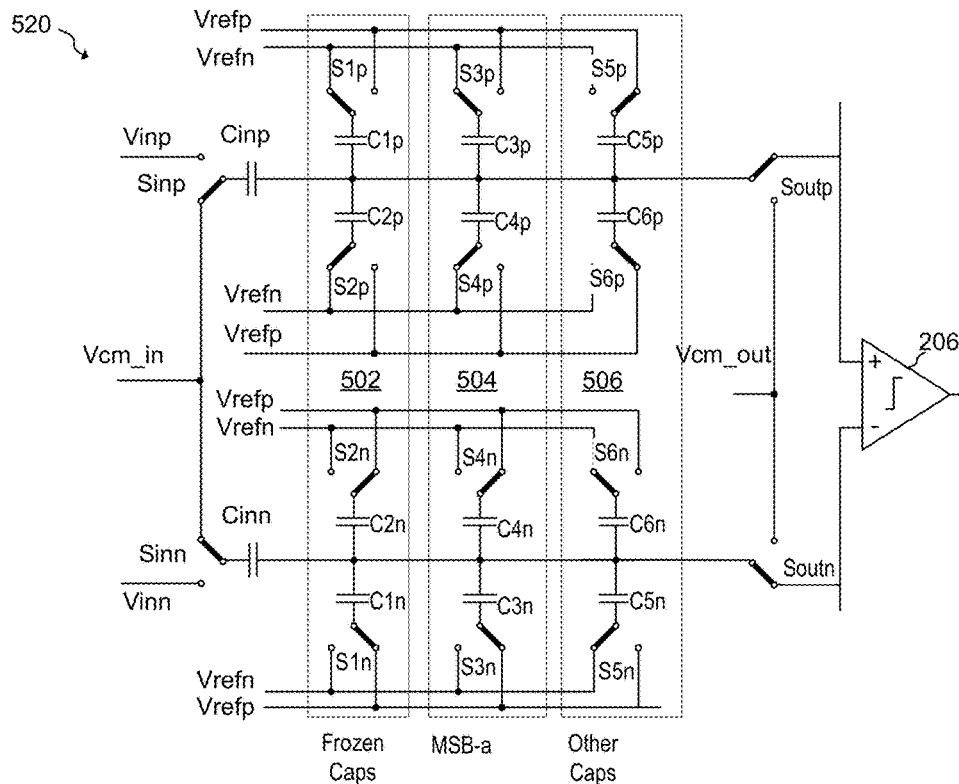 520
Vrefp
Vrefn
S1p
S3p
S5p
Vinp
Cinp
C1p
C3p
C5p
Sinp
Soutp
C2p
C4p
C6p
S2p
S4p
S6p
Vrefn
Vrefp
Vcm_in
502
504
506
Vcm_out
206
+
-
Vrefp
Vrefn
S2n
S4n
S6n
Cinn
C2n
C4n
C6n
Sinn
Soutn
Vinn
C1n
C3n
C5n
S1n
S3n
S5n
Vrefn
Vrefp
Frozen
Caps
MSB-a
Other
Caps